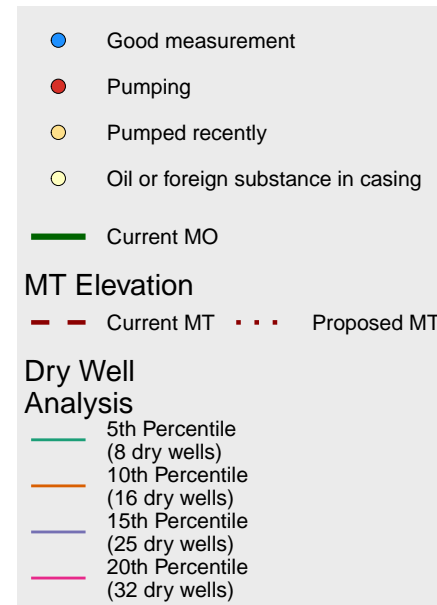 Good measurement
Pumping
Pumped recently
Oil or foreign substance in casing
Current MO
MT Elevation
Current MT Proposed MT
Dry Well
Analysis
5th Percentile
(8 dry wells)
10th Percentile
(16 dry wells)
15th Percentile
(25 dry wells)
20th Percentile
(32 dry wells)